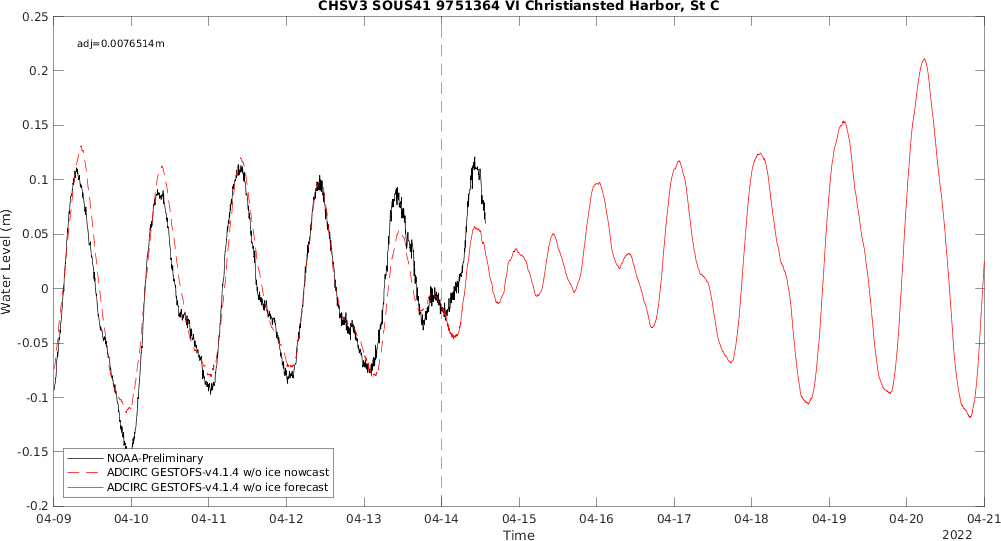 CHSV3 SOUS41 9751364 VI Christiansted Harbor, St C
adj=0.0076514m
0.25
0.2
0.15
0.1
0.05
0
-0.05
-0.1
-0.15
-0.2
Water Level (m)
NOAA-Preliminary
ADCIRC GESTOFS-v4.1.4 w/o ice nowcast
ADCIRC GESTOFS-v4.1.4 w/o ice forecast
04-09 04-10 04-11 04-12 04-13 04-14 04-15 04-16 04-17 04-18 04-19 04-20 04-21
Time
2022